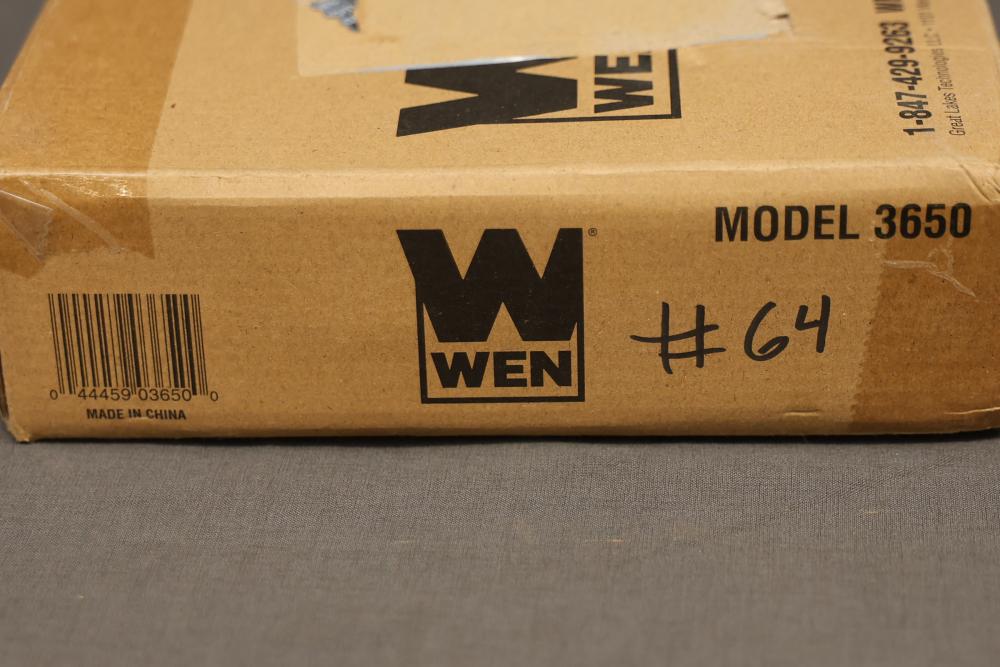 WEN
1-847-429-9263
Great Lakes Technologies LLC
MODEL 3650
W
WEN
®
#64
0 44459 03650 0
MADE IN CHINA